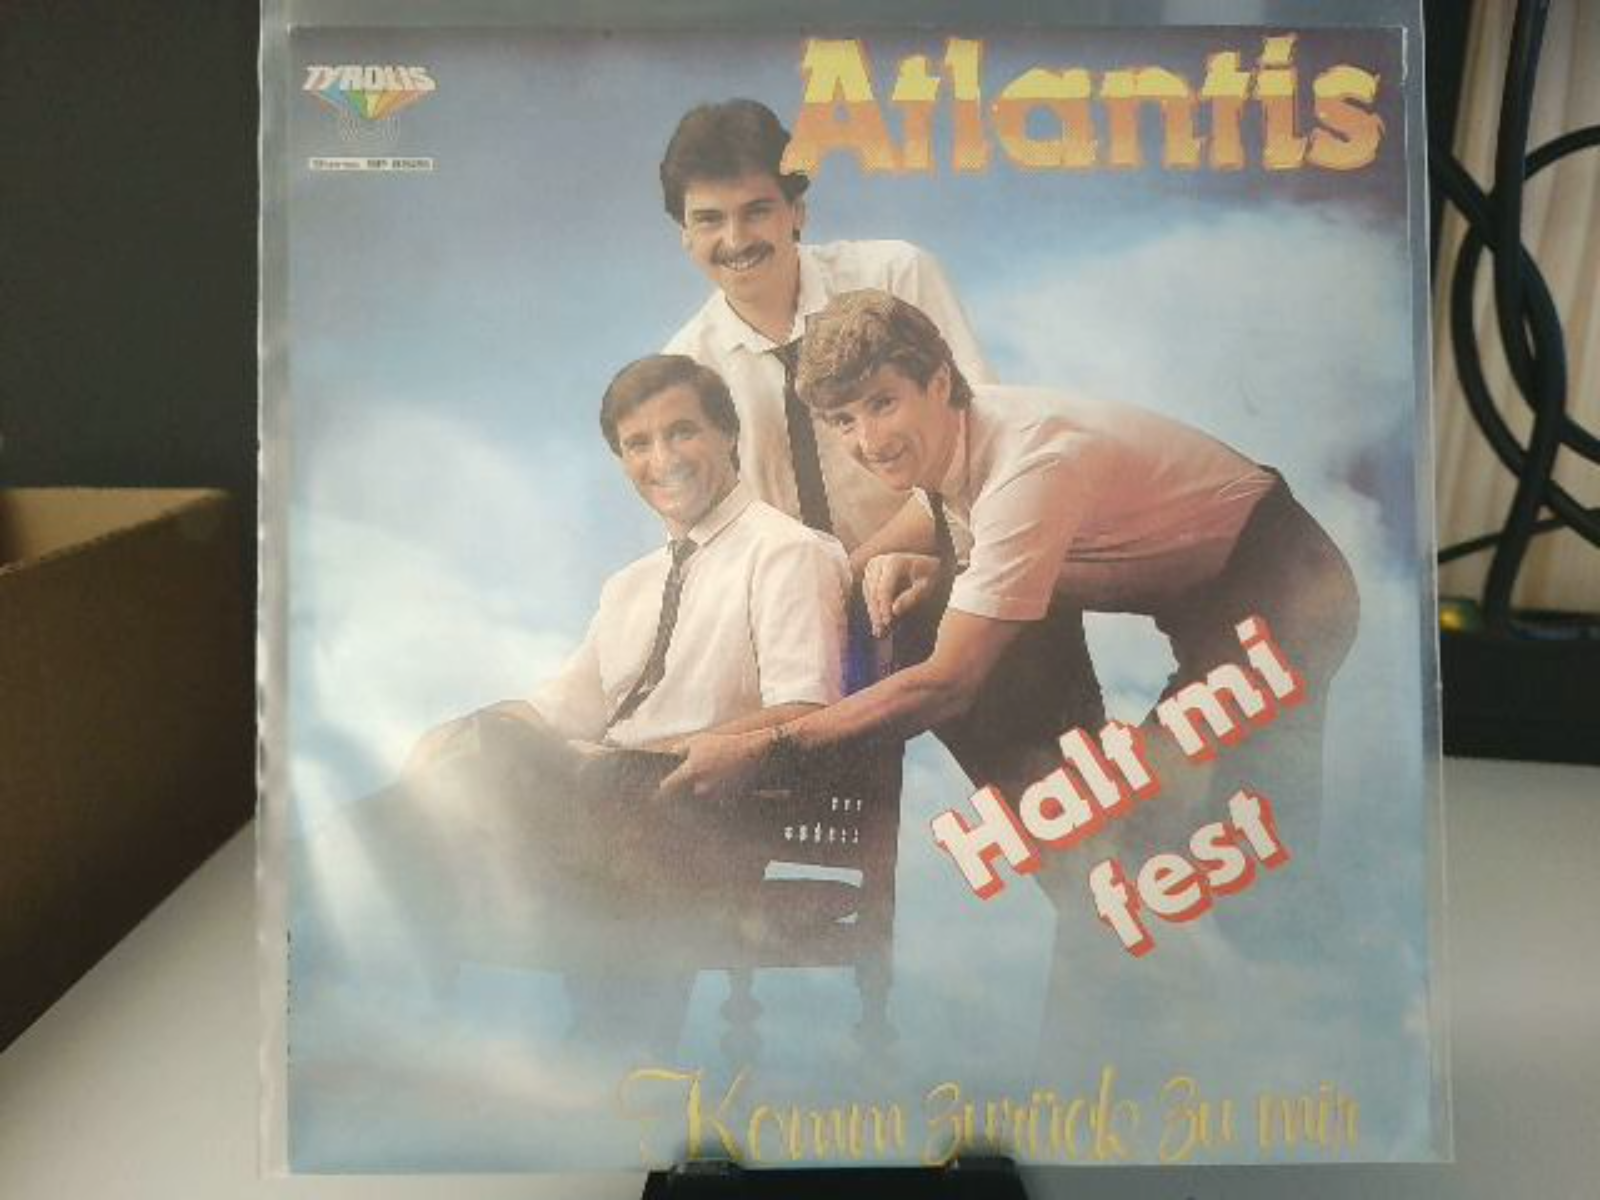 TYROLIS
Atlantis
Halt mi
fest
Komm zurück zu mir